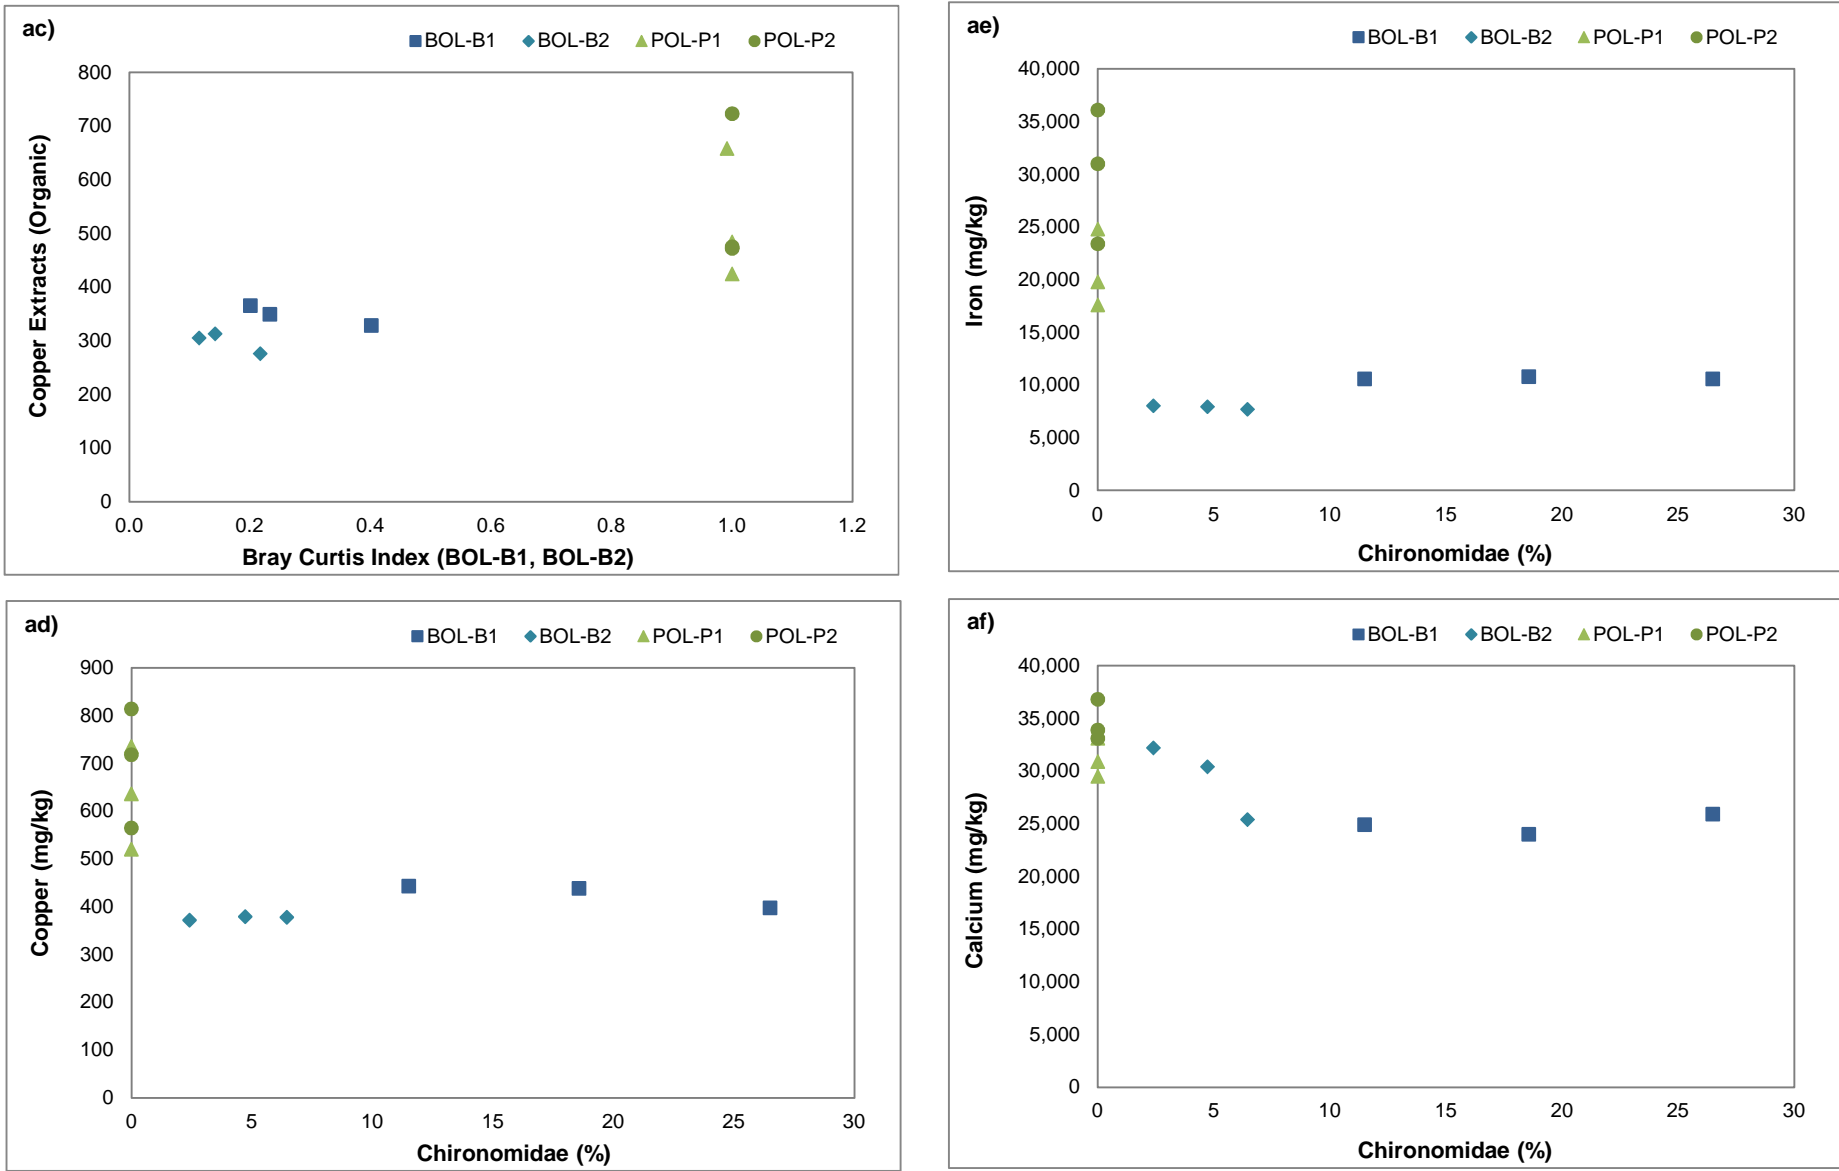 ac)
BOL-B1 BOL-B2 POL-P1 POL-P2
800
700
600
500
400
300
200
100
0
Copper Extracts (Organic)
0.0 0.2 0.4 0.6 0.8 1.0 1.2
Bray Curtis Index (BOL-B1, BOL-B2)
ae)
BOL-B1 BOL-B2 POL-P1 POL-P2
40,000
35,000
30,000
25,000
20,000
15,000
10,000
5,000
0
Iron (mg/kg)
0 5 10 15 20 25 30
Chironomidae (%)
ad)
BOL-B1 BOL-B2 POL-P1 POL-P2
900
800
700
600
500
400
300
200
100
0
Copper (mg/kg)
0 5 10 15 20 25 30
Chironomidae (%)
af)
BOL-B1 BOL-B2 POL-P1 POL-P2
40,000
35,000
30,000
25,000
20,000
15,000
10,000
5,000
0
Calcium (mg/kg)
0 5 10 15 20 25 30
Chironomidae (%)